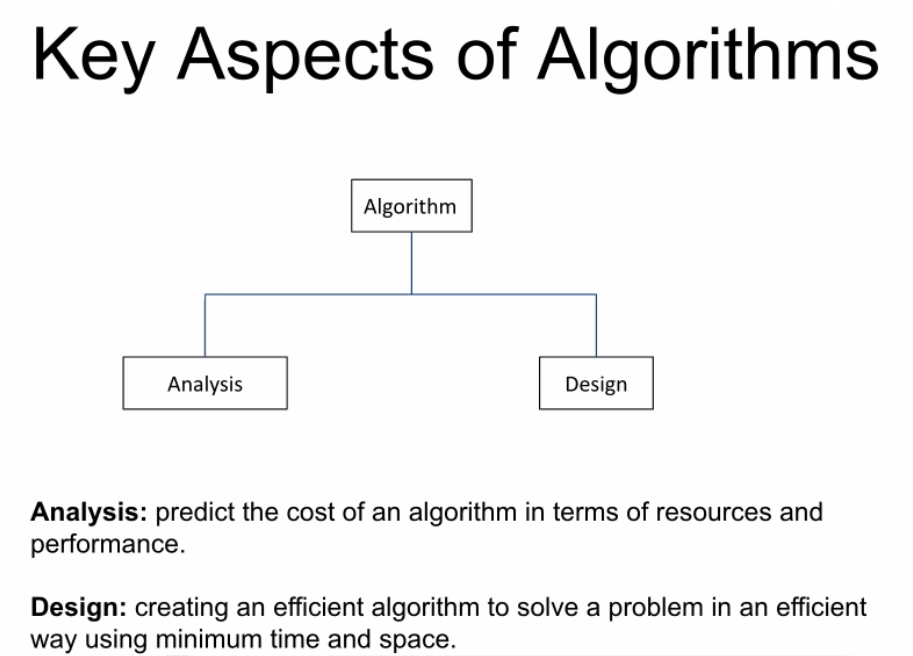 Key Aspects of Algorithms
Algorithm
Analysis
Design
Analysis: predict the cost of an algorithm in terms of resources and
performance.
Design: creating an efficient algorithm to solve a problem in an efficient
way using minimum time and space.